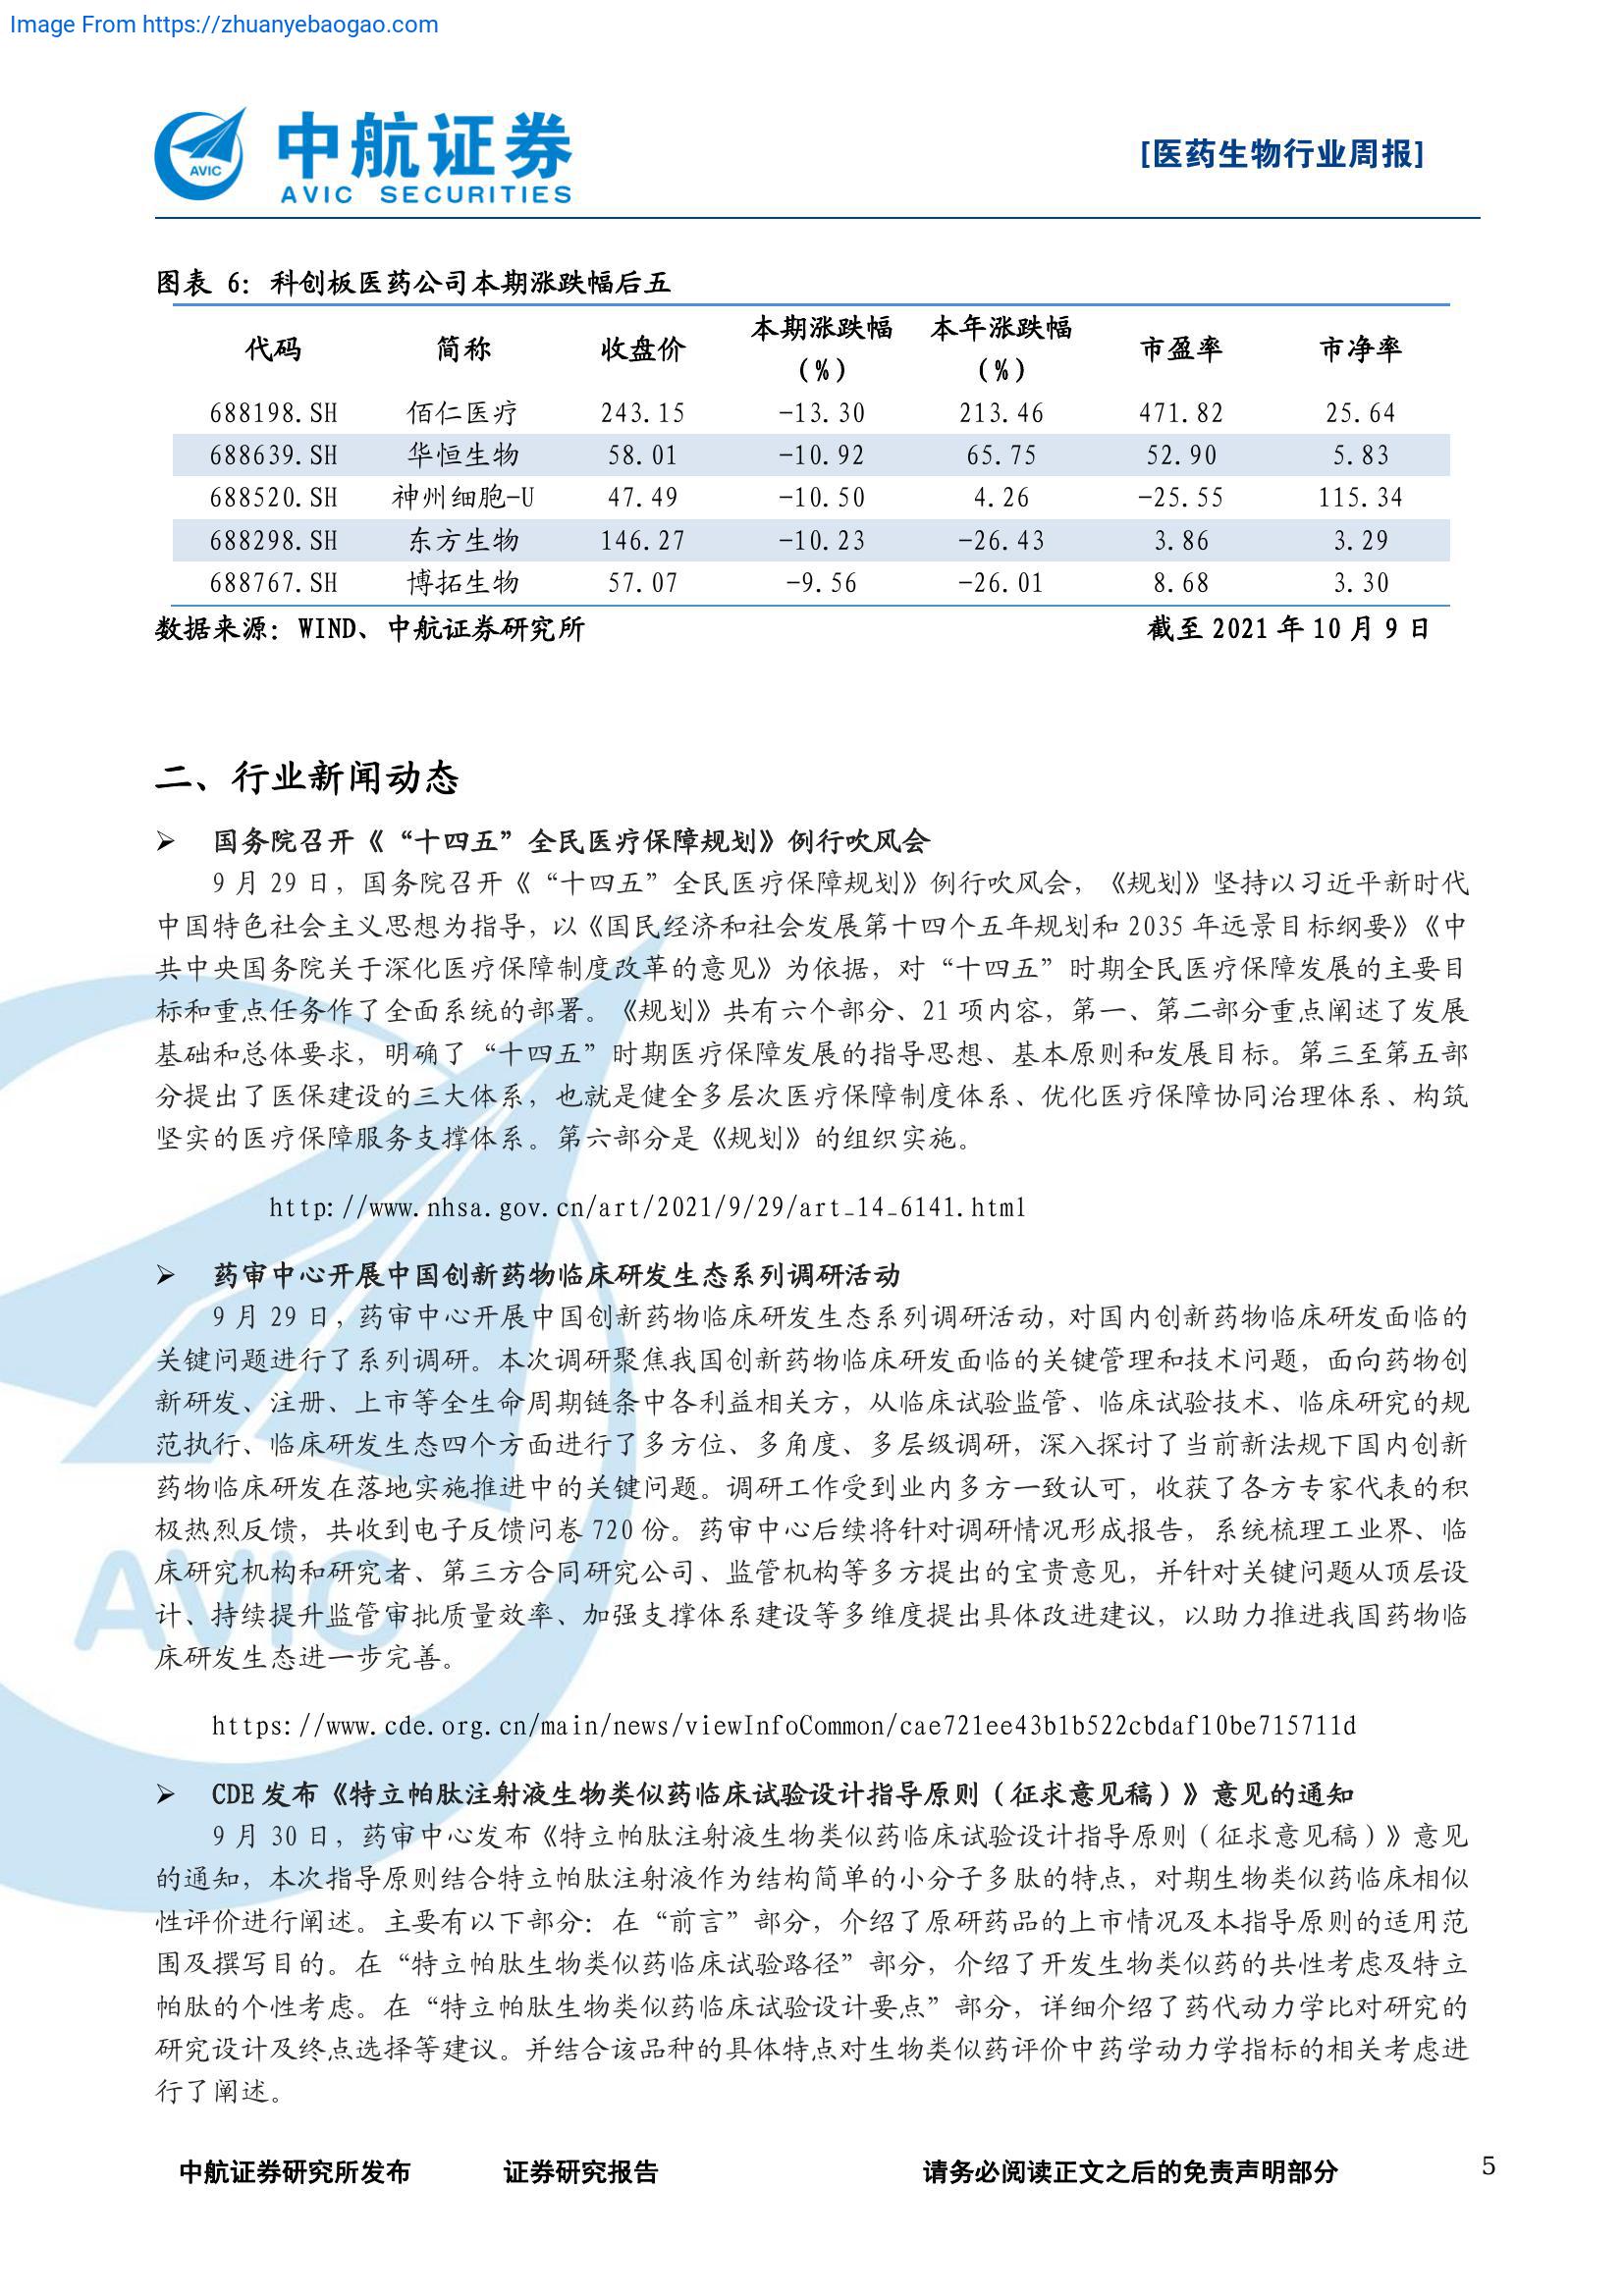 Image From https://zhuanyebaogao.com
中航证券
AVIC SECURITIES
AVIC
[医药生物行业周报]
图表 6：科创板医药公司本期涨跌幅后五
代码 简称 收盘价 本期涨跌幅（%） 本年涨跌幅（%） 市盈率 市净率
688198.SH 佰仁医疗 243.15 -13.30 213.46 471.82 25.64
688639.SH 华恒生物 58.01 -10.92 65.75 52.90 5.83
688520.SH 神州细胞-U 47.49 -10.50 4.26 -25.55 115.34
688298.SH 东方生物 146.27 -10.23 -26.43 3.86 3.29
688767.SH 博拓生物 57.07 -9.56 -26.01 8.68 3.30
数据来源：WIND、中航证券研究所 截至 2021 年 10 月 9 日
二、行业新闻动态
➢ 国务院召开《“十四五”全民医疗保障规划》例行吹风会
9 月 29 日，国务院召开《“十四五”全民医疗保障规划》例行吹风会，《规划》坚持以习近平新时代
中国特色社会主义思想为指导，以《国民经济和社会发展第十四个五年规划和 2035 年远景目标纲要》《中
共中央国务院关于深化医疗保障制度改革的意见》为依据，对“十四五”时期全民医疗保障发展的主要目
标和重点任务作了全面系统的部署。《规划》共有六个部分、21 项内容，第一、第二部分重点阐述了发展
基础和总体要求，明确了“十四五”时期医疗保障发展的指导思想、基本原则和发展目标。第三至第五部
分提出了医保建设的三大体系，也就是健全多层次医疗保障制度体系、优化医疗保障协同治理体系、构筑
坚实的医疗保障服务支撑体系。第六部分是《规划》的组织实施。
http://www.nhsa.gov.cn/art/2021/9/29/art_14_6141.html
➢ 药审中心开展中国创新药物临床研发生态系列调研活动
9 月 29 日，药审中心开展中国创新药物临床研发生态系列调研活动，对国内创新药物临床研发面临的
关键问题进行了系列调研。本次调研聚焦我国创新药物临床研发面临的关键管理和技术问题，面向药物创
新研发、注册、上市等全生命周期链条中各利益相关方，从临床试验监管、临床试验技术、临床研究的规
范执行、临床研发生态四个方面进行了多方位、多角度、多层级调研，深入探讨了当前新法规下国内创新
药物临床研发在落地实施推进中的关键问题。调研工作受到业内多方一致认可，收获了各方专家代表的积
极热烈反馈，共收到电子反馈问卷 720 份。药审中心后续将针对调研情况形成报告，系统梳理工业界、临
床研究机构和研究者、第三方合同研究公司、监管机构等多方提出的宝贵意见，并针对关键问题从顶层设
计、持续提升监管审批质量效率、加强支撑体系建设等多维度提出具体改进建议，以助力推进我国药物临
床研发生态进一步完善。
https://www.cde.org.cn/main/news/viewInfoCommon/cae721ee43b1b522cbdaf10be715711d
➢ CDE 发布《特立帕肽注射液生物类似药临床试验设计指导原则（征求意见稿）》意见的通知
9 月 30 日，药审中心发布《特立帕肽注射液生物类似药临床试验设计指导原则（征求意见稿）》意见
的通知，本次指导原则结合特立帕肽注射液作为结构简单的小分子多肽的特点，对期生物类似药临床相似
性评价进行阐述。主要有以下部分：在“前言”部分，介绍了原研药品的上市情况及本指导原则的适用范
围及撰写目的。在“特立帕肽生物类似药临床试验路径”部分，介绍了开发生物类似药的共性考虑及特立
帕肽的个性考虑。在“特立帕肽生物类似药临床试验设计要点”部分，详细介绍了药代动力学比对研究的
研究设计及终点选择等建议。并结合该品种的具体特点对生物类似药评价中药学动力学指标的相关考虑进
行了阐述。
AVIC
中航证券研究所发布 证券研究报告 请务必阅读正文之后的免责声明部分 5